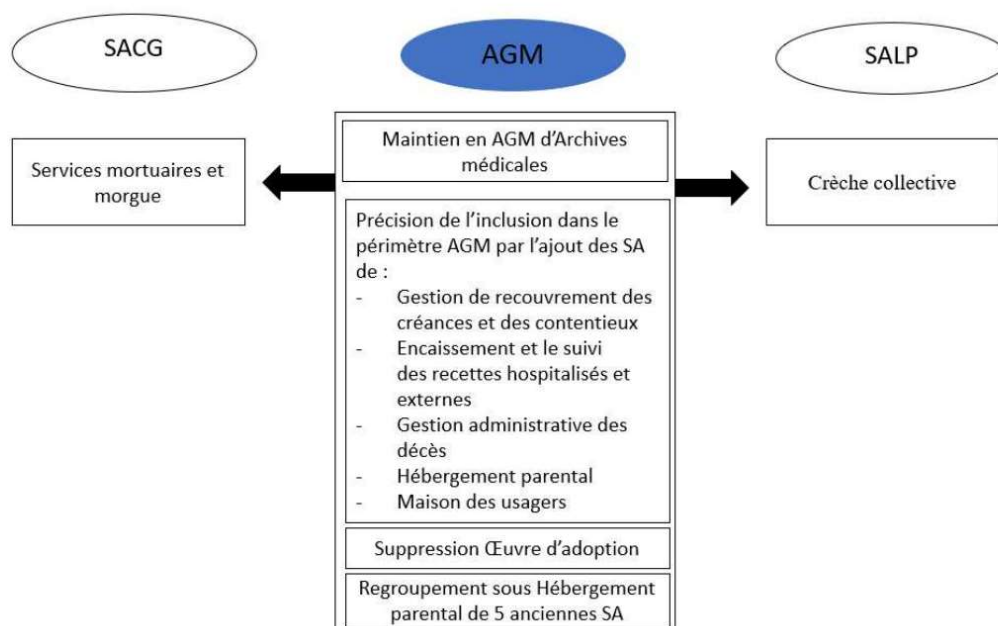 SACG
AGM
SALP
Services mortuaires et
morgue
Maintien en AGM d’Archives
médicales
Crèche collective
Précision de l’inclusion dans le
périmètre AGM par l’ajout des SA
de :
- Gestion de recouvrement des
créances et des contentieux
- Encaissement et le suivi
des recettes hospitalisés et
externes
- Gestion administrative des
décès
- Hébergement parental
- Maison des usagers
Suppression Œuvre d’adoption
Regroupement sous Hébergement
parental de 5 anciennes SA